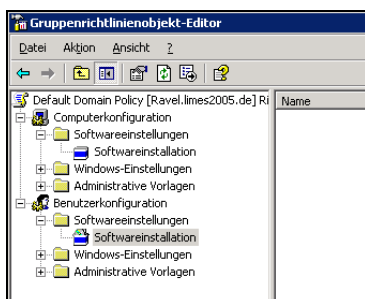 Gruppenrichtlinienobjekt-Editor
Datei Aktion Ansicht ?
Default Domain Policy [Ravel.limes2005.de] Ri
Name
Computerkonfiguration
Softwareeinstellungen
Softwareinstallation
Windows-Einstellungen
Administrative Vorlagen
Benutzerkonfiguration
Softwareeinstellungen
Softwareinstallation
Windows-Einstellungen
Administrative Vorlagen